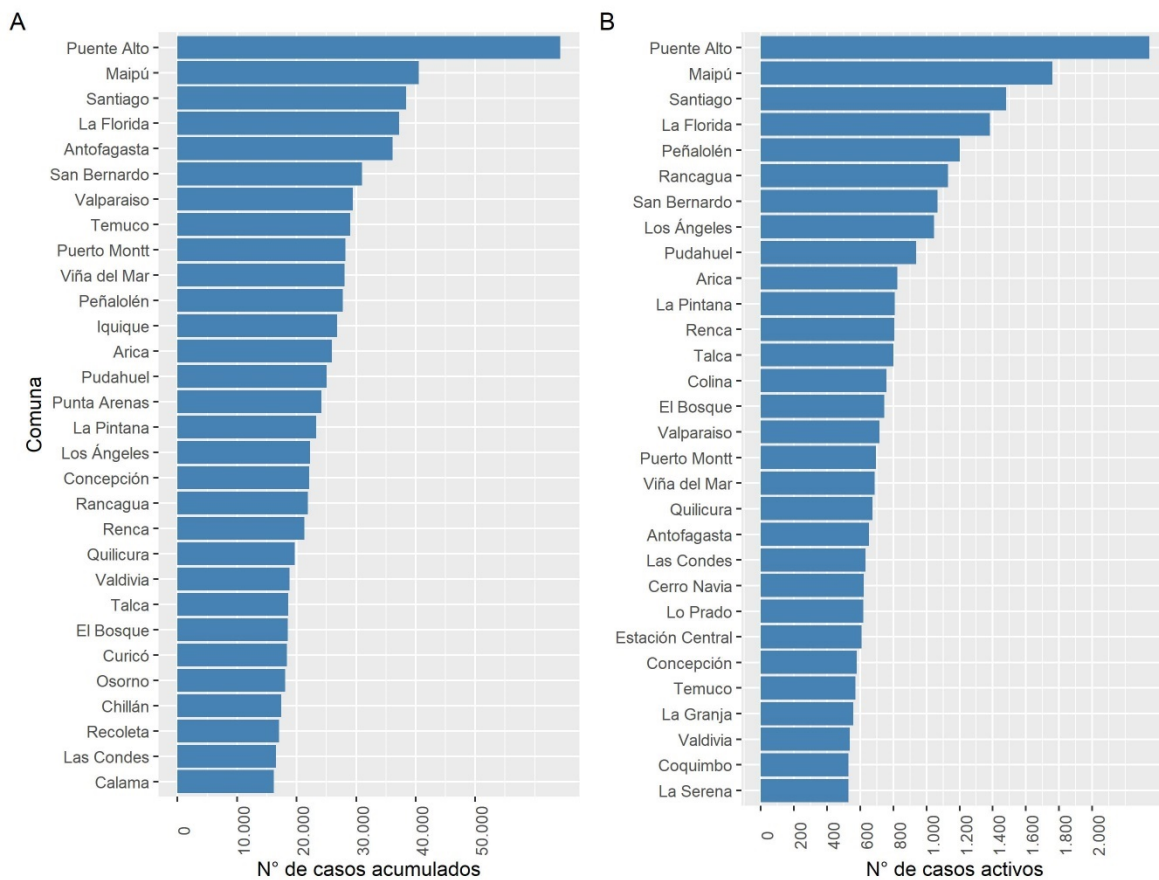 A
Puente Alto
Maipú
Santiago
La Florida
Antofagasta
San Bernardo
Valparaiso
Temuco
Puerto Montt
Viña del Mar
Peñalolén
Iquique
Arica
Pudahuel
Punta Arenas
La Pintana
Los Ángeles
Concepción
Rancagua
Renca
Quilicura
Valdivia
Talca
El Bosque
Curicó
Osorno
Chillán
Recoleta
Las Condes
Calama
Comuna
0
10.000
20.000
30.000
40.000
50.000
N° de casos acumulados
B
Puente Alto
Maipú
Santiago
La Florida
Peñalolén
Rancagua
San Bernardo
Los Ángeles
Pudahuel
Arica
La Pintana
Renca
Talca
Colina
El Bosque
Valparaiso
Puerto Montt
Viña del Mar
Quilicura
Antofagasta
Las Condes
Cerro Navia
Lo Prado
Estación Central
Concepción
Temuco
La Granja
Valdivia
Coquimbo
La Serena
0
200
400
600
800
1.000
1.200
1.400
1.600
1.800
2.000
N° de casos activos